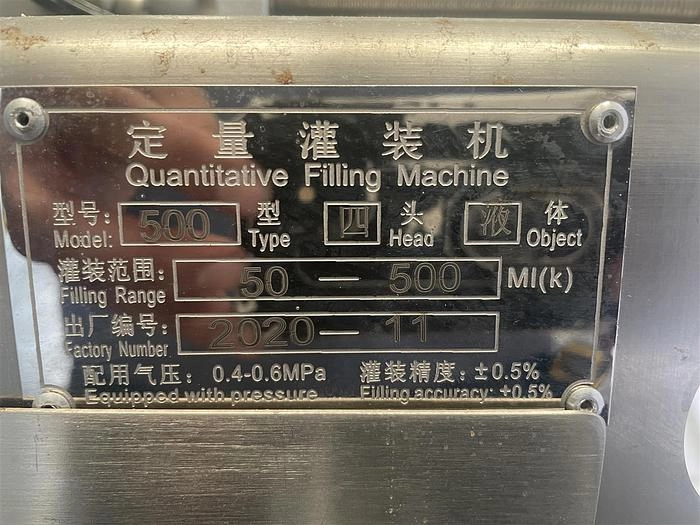 定量灌装机
Quantitative Filling Machine
型号: 500 型 四 头 液 体
Model: Type Head Object
灌装范围: 50 — 500 Ml(k)
Filling Range
出厂编号: 2020—11
Factory Number
配用气压: 0.4-0.6MPa 灌装精度: ±0.5%
Equipped with pressure Filling accuracy: ±0.5%